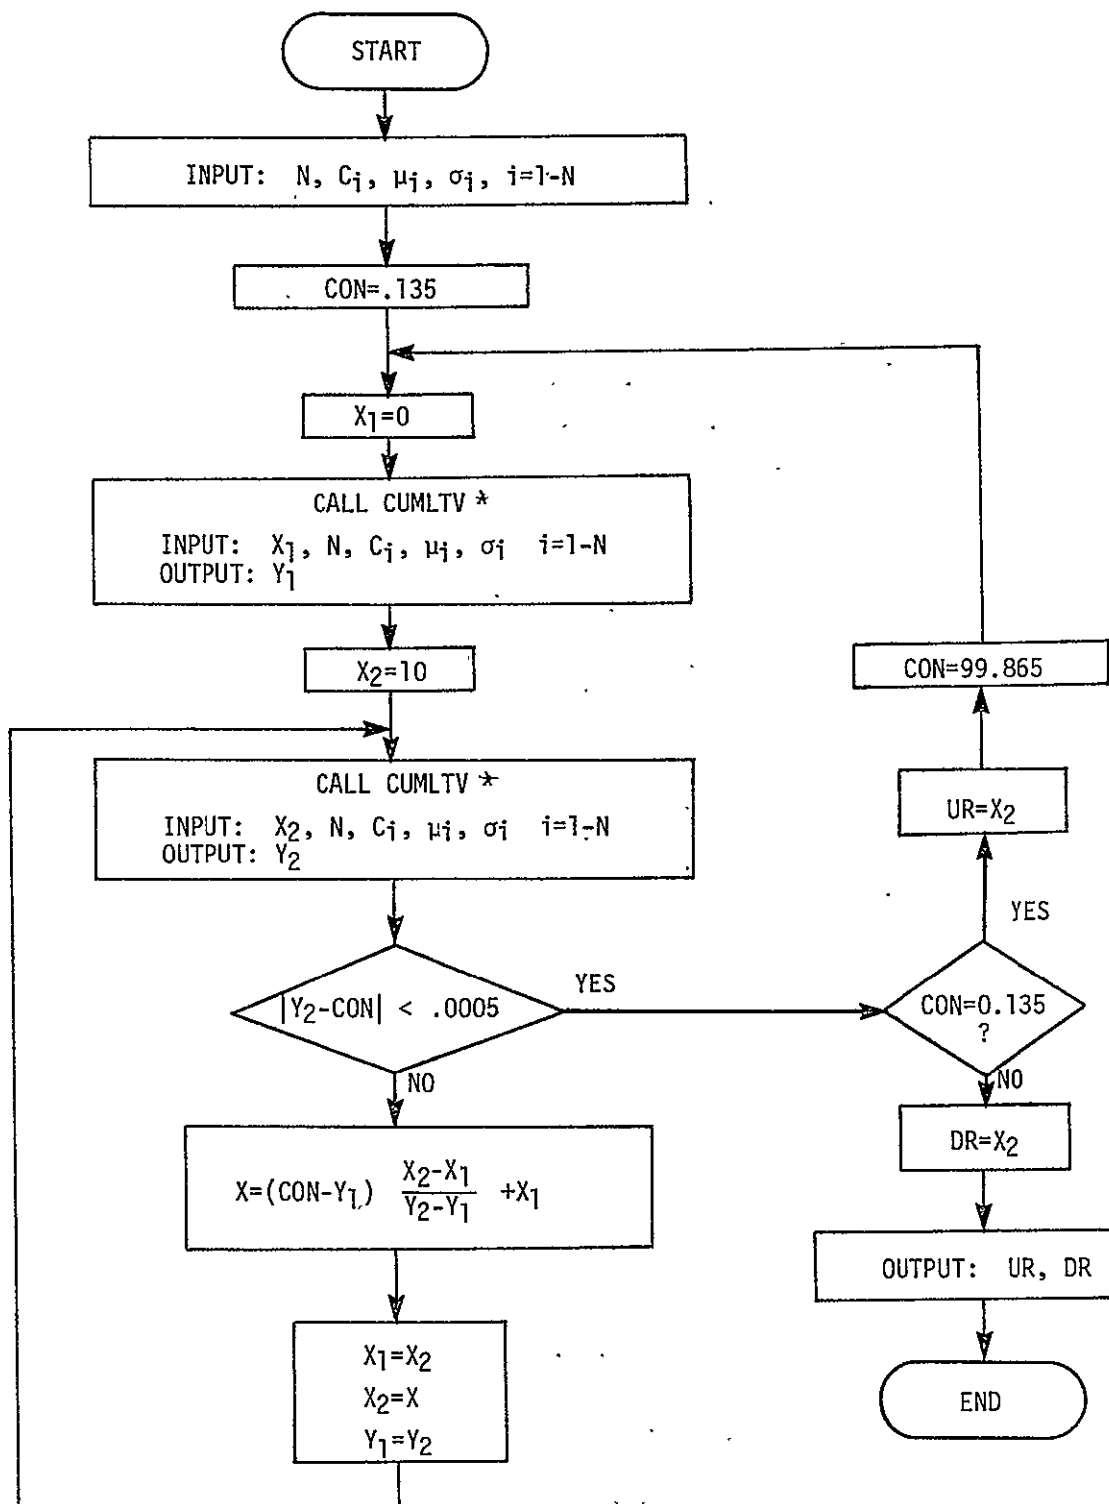 START
INPUT: N, Cᵢ, μᵢ, σᵢ, i=1-N
CON=.135
X₁=0
CALL CUMLTV *
INPUT: X₁, N, Cᵢ, μᵢ, σᵢ i=1-N
OUTPUT: Y₁
X₂=10
CALL CUMLTV *
INPUT: X₂, N, Cᵢ, μᵢ, σᵢ i=1-N
OUTPUT: Y₂
|Y₂-CON| < .0005
YES
NO
X=(CON-Y₁) X₂-X₁ / Y₂-Y₁ +X₁
X₁=X₂
X₂=X
Y₁=Y₂
CON=99.865
UR=X₂
YES
CON=0.135
?
NO
DR=X₂
OUTPUT: UR, DR
END